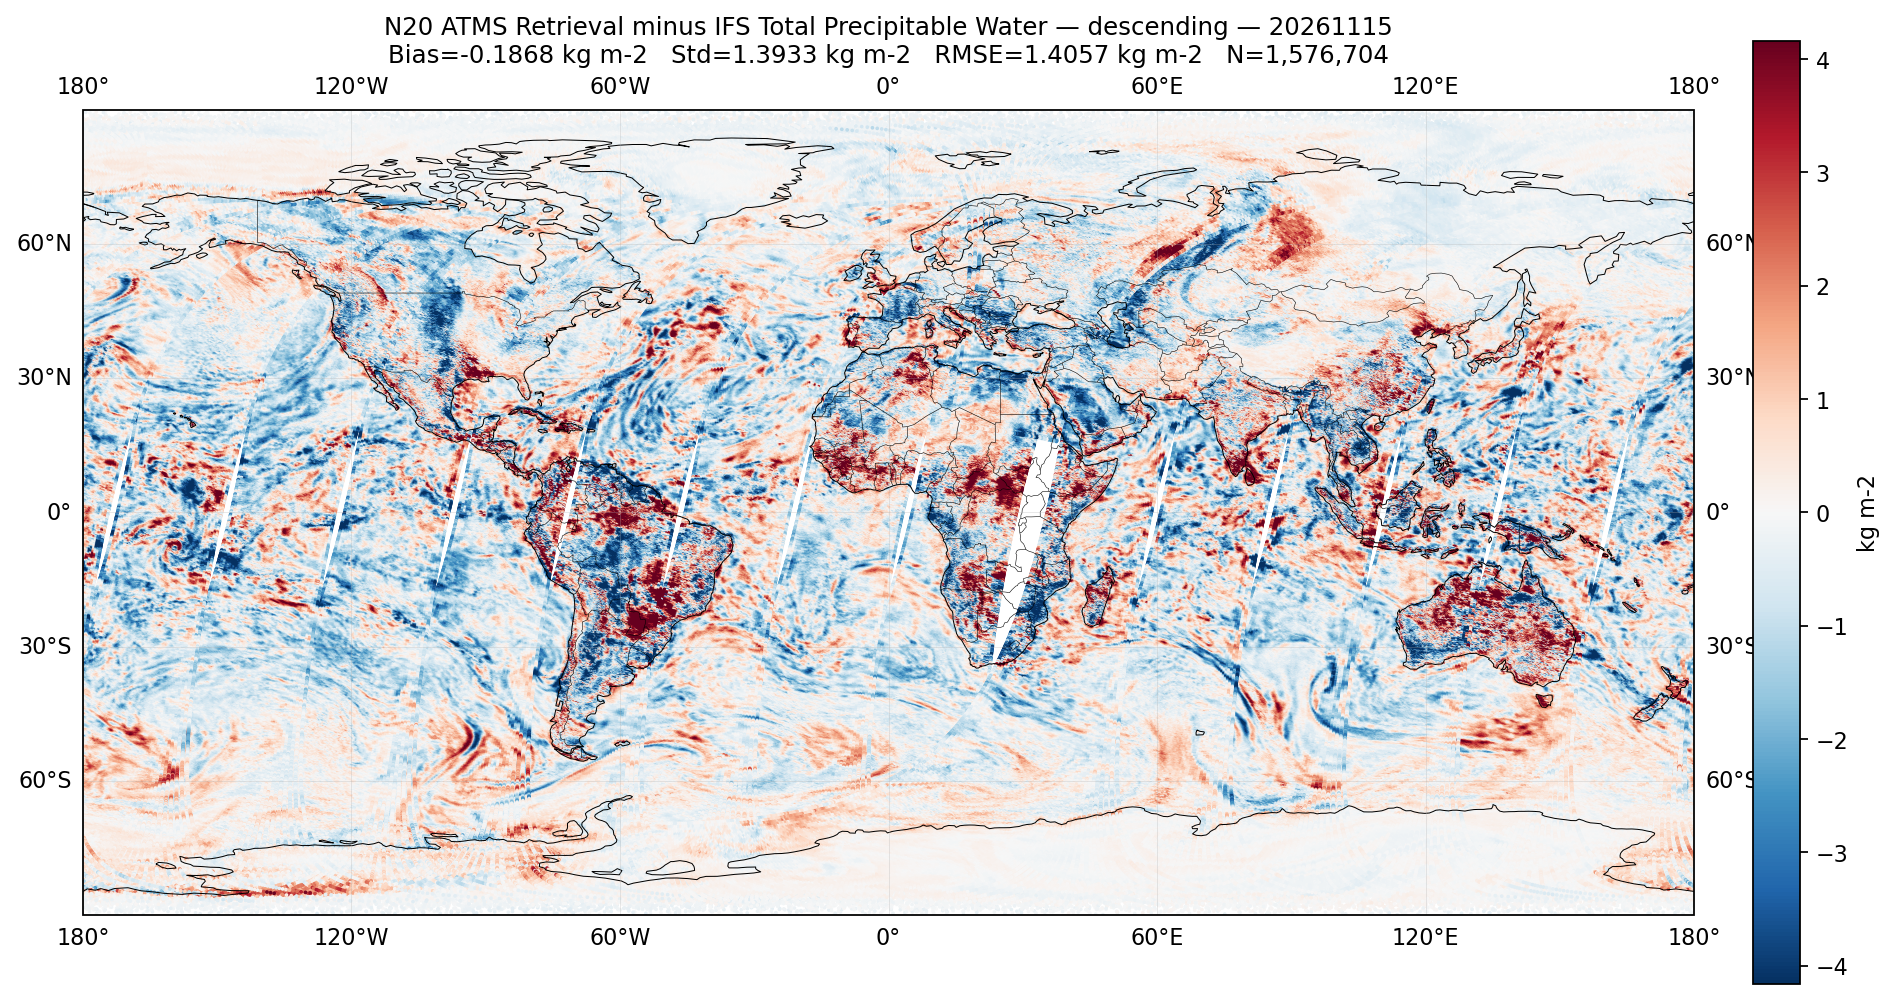 N20 ATMS Retrieval minus IFS Total Precipitable Water — descending — 20261115
Bias=-0.1868 kg m-2   Std=1.3933 kg m-2   RMSE=1.4057 kg m-2   N=1,576,704
180° 120°W 60°W 0° 60°E 120°E 180°
60°N 60°N
30°N 30°N
0° 0°
30°S 30°S
60°S 60°S
180° 120°W 60°W 0° 60°E 120°E 180°
4
3
2
1
0
−1
−2
−3
−4
kg m-2